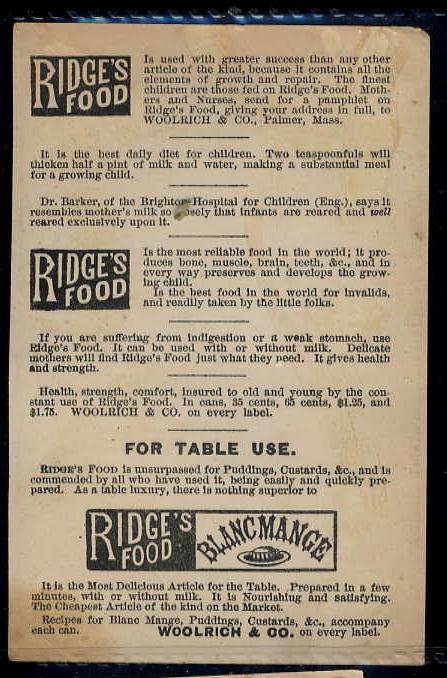 RIDGE'S FOOD
Is used with greater success than any other
article of the kind, because it contains all the
elements of growth and repair. The finest
children are those fed on Ridge's Food. Moth-
ers and Nurses, send for a pamphlet on
Ridge's Food, giving your address in full, to
WOOLRICH & CO., Palmer, Mass.
It is the best daily diet for children. Two teaspoonfuls will
thicken half a pint of milk and water, making a substantial meal
for a growing child.
Dr. Barker, of the Brighton Hospital for Children (Eng.), says it
resembles mother's milk so closely that infants are reared and well
reared exclusively upon it.
RIDGE'S FOOD
Is the most reliable food in the world; it pro-
duces bone, muscle, brain, teeth, &c., and in
every way preserves and develops the grow-
ing child.
Is the best food in the world for invalids,
and readily taken by the little folks.
If you are suffering from indigestion or a weak stomach, use
Ridge's Food. It can be used with or without milk. Delicate
mothers will find Ridge's Food just what they need. It gives health
and strength.
Health, strength, comfort, insured to old and young by the con-
stant use of Ridge's Food. In cans, 35 cents, 65 cents, $1.25, and
$1.75. WOOLRICH & CO. on every label.
FOR TABLE USE.
RIDGE'S FOOD is unsurpassed for Puddings, Custards, &c., and is
commended by all who have used it, being easily and quickly pre-
pared. As a table luxury, there is nothing superior to
RIDGE'S FOOD BLANCMANGE
It is the Most Delicious Article for the Table. Prepared in a few
minutes, with or without milk. It is Nourishing and satisfying.
The Cheapest Article of the kind on the Market.
Recipes for Blanc Mange, Puddings, Custards, &c., accompany
each can. WOOLRICH & CO. on every label.